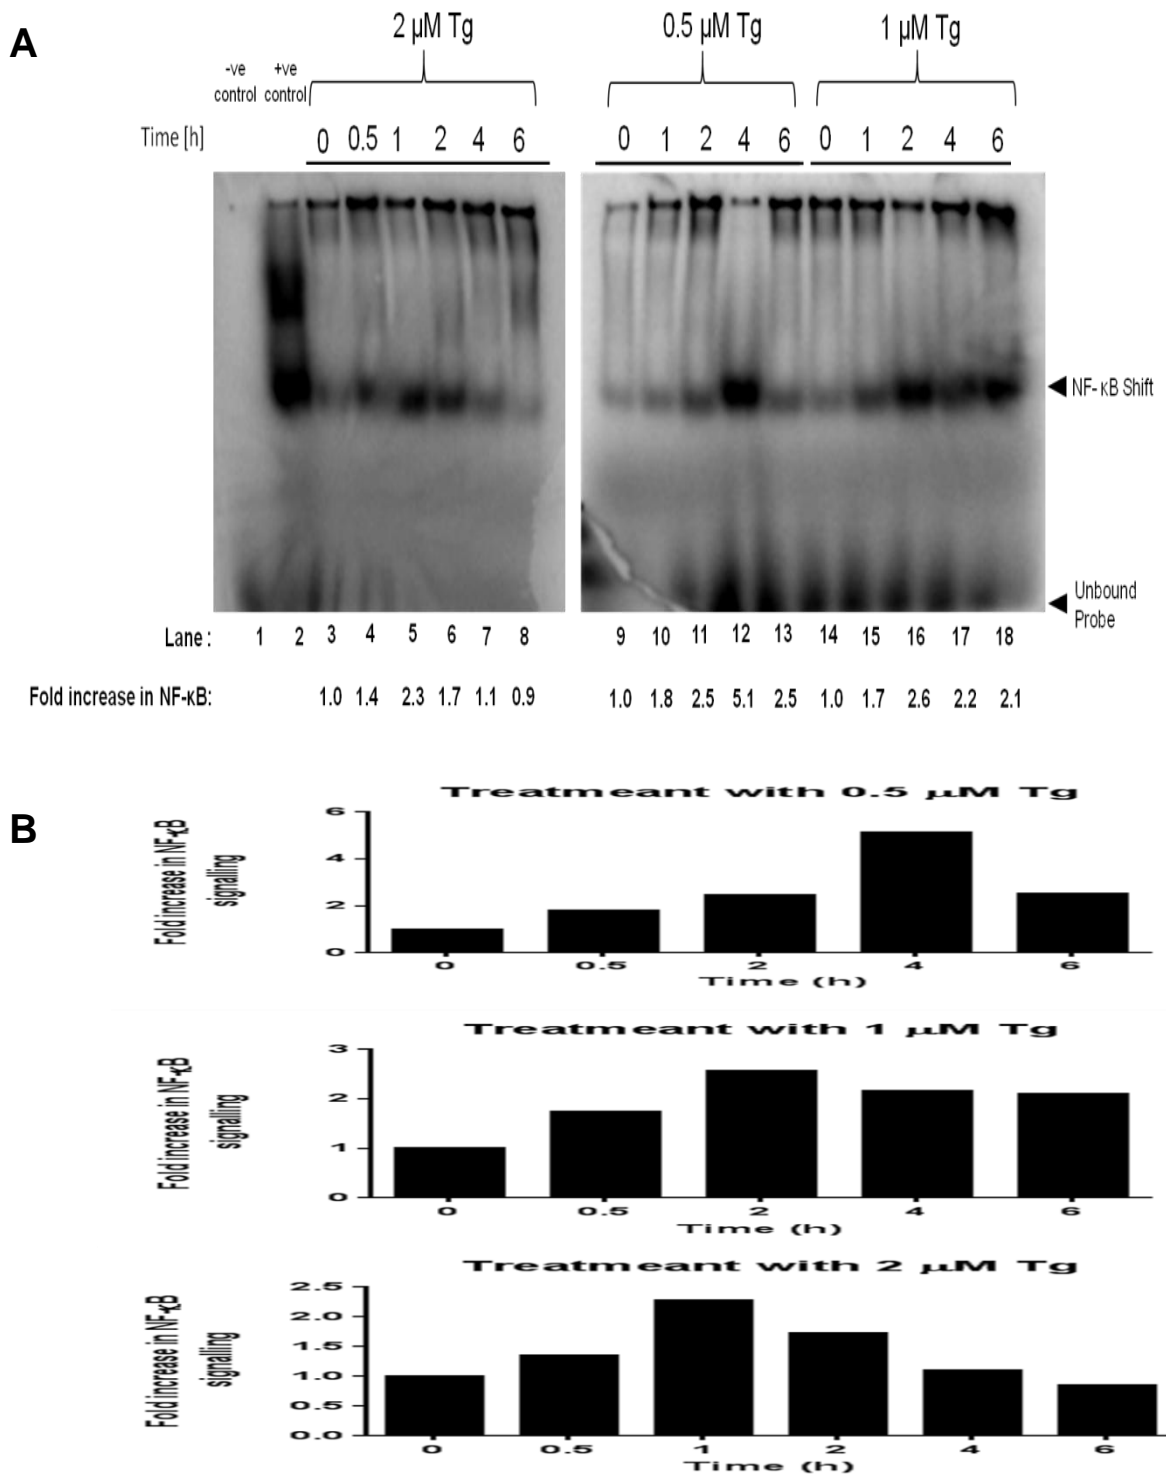 A
2 µM Tg
0.5 µM Tg
1 µM Tg
-ve control
+ve control
Time [h]
0 0.5 1 2 4 6
0 1 2 4 6 0 1 2 4 6
NF- κB Shift
Unbound
Probe
Lane : 1 2 3 4 5 6 7 8 9 10 11 12 13 14 15 16 17 18
Fold increase in NF-κB: 1.0 1.4 2.3 1.7 1.1 0.9 1.0 1.8 2.5 5.1 2.5 1.0 1.7 2.6 2.2 2.1
B
Treatmeant with 0.5 µM Tg
Fold increase in NF-κB
signalling
6
4
2
0
0 0.5 2 4 6
Time (h)
Treatmeant with 1 µM Tg
Fold increase in NF-κB
signalling
3
2
1
0
0 0.5 2 4 6
Time (h)
Treatmeant with 2 µM Tg
Fold increase in NF-κB
signalling
2.5
2.0
1.5
1.0
0.5
0.0
0 0.5 1 2 4 6
Time (h)